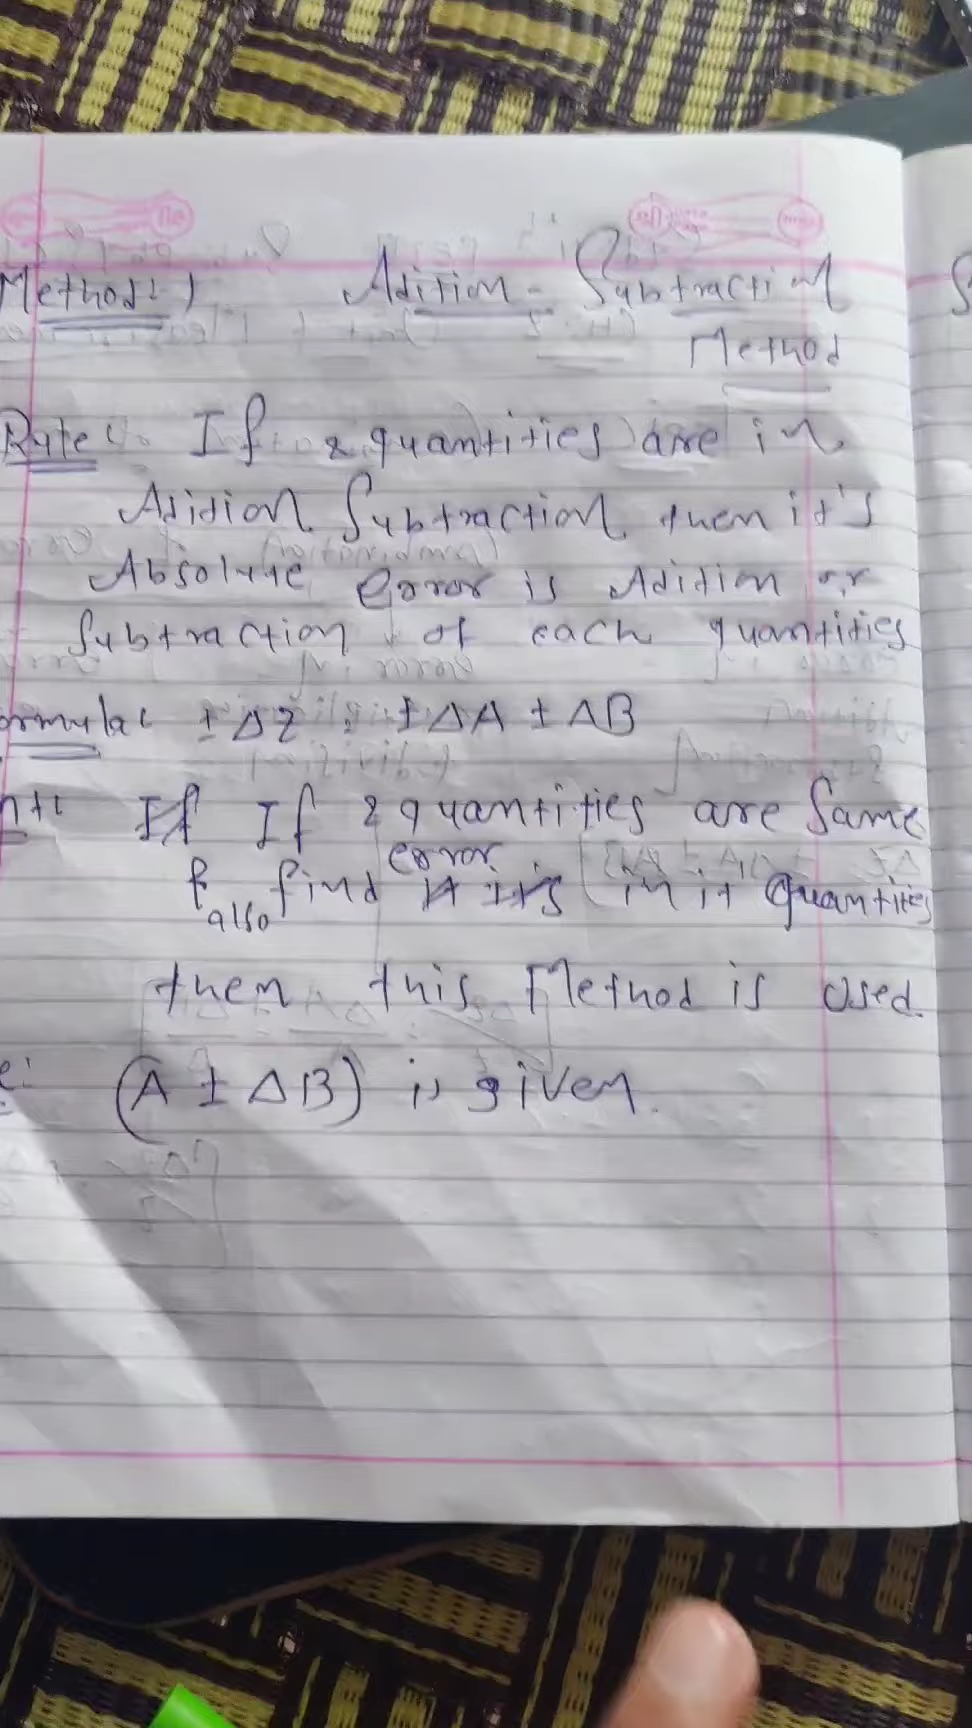 Method: 1 Adition - Subtraction
Method
Rule: If 2 quantities are in
Adition Subtraction then it's
Absolute Error is Adition or
Subtraction of each quantities
ormula: ± ΔZ = ± ΔA ± ΔB
If If 2 quantities are Same
& also find error in it quantities
then this Method is Used.
(A ± ΔB) is given.